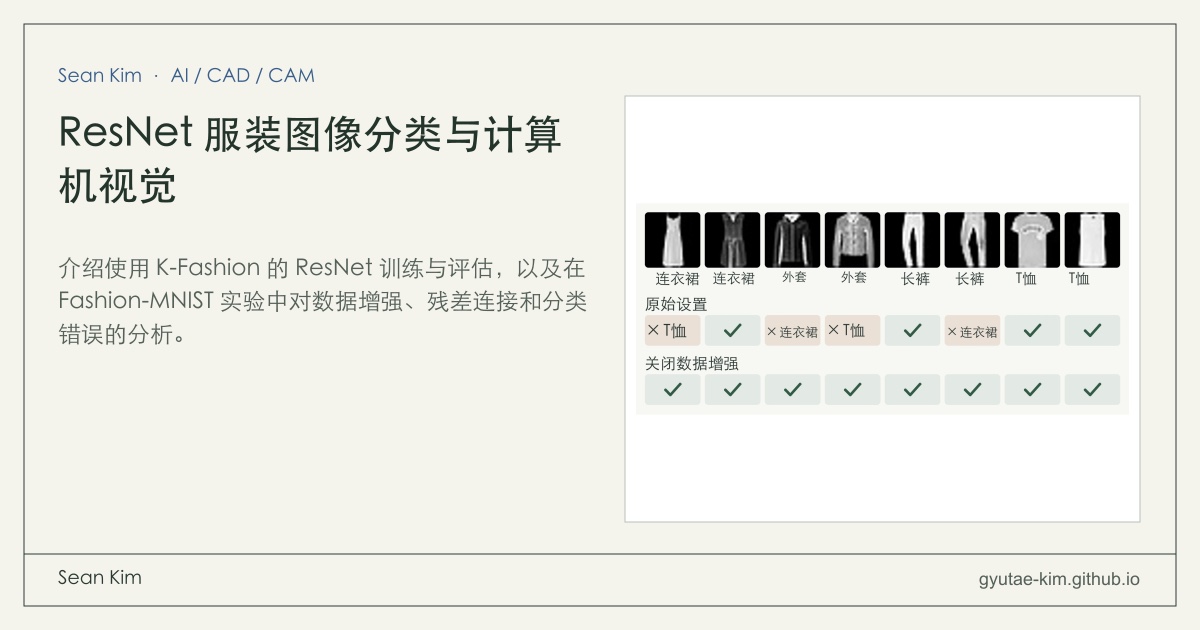 Sean Kim · AI / CAD / CAM
ResNet 服装图像分类与计算
机视觉
介绍使用 K-Fashion 的 ResNet 训练与评估，以及在
Fashion-MNIST 实验中对数据增强、残差连接和分类
错误的分析。
连衣裙 连衣裙 外套 外套 长裤 长裤 T恤 T恤
原始设置
× T恤 ✓ × 连衣裙 × T恤 ✓ × 连衣裙 ✓ ✓
关闭数据增强
✓ ✓ ✓ ✓ ✓ ✓ ✓ ✓
Sean Kim
gyutae-kim.github.io